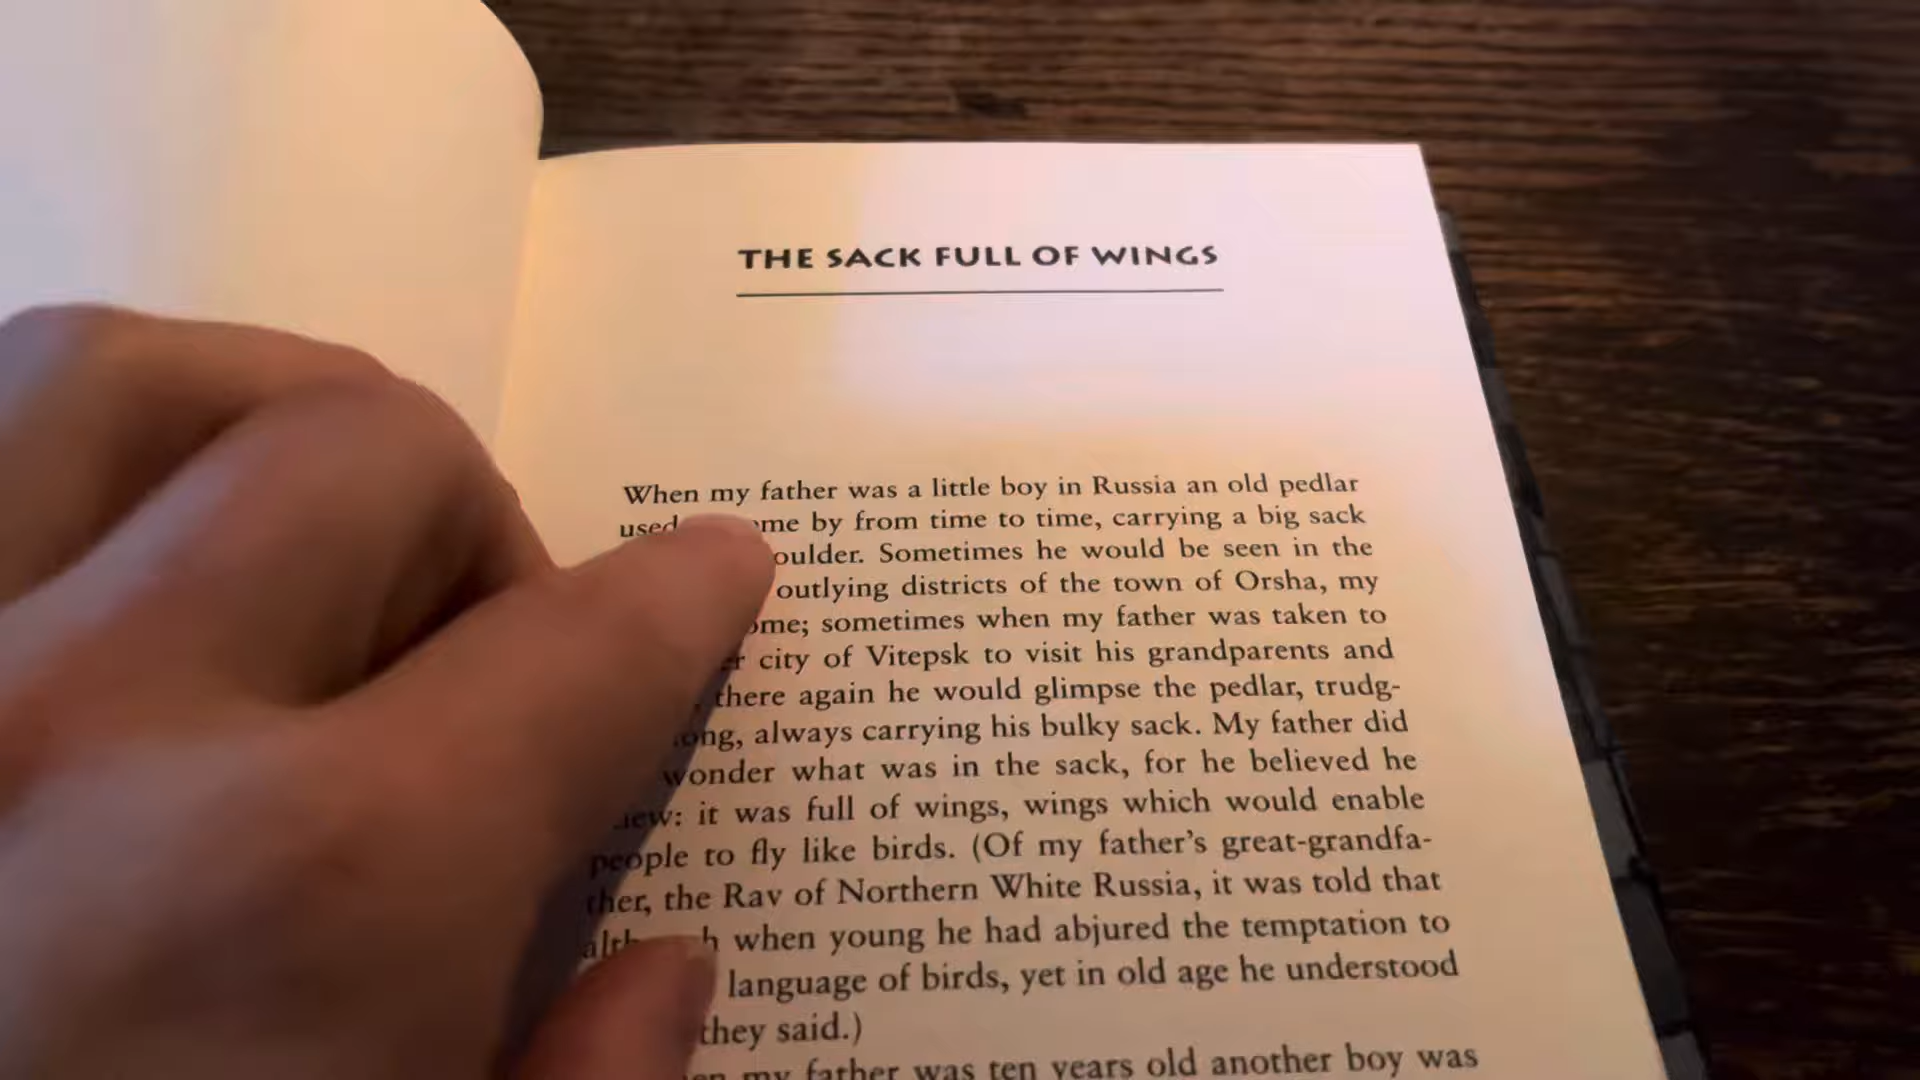 THE SACK FULL OF WINGS
When my father was a little boy in Russia an old pedlar
used by from time to time, carrying a big sack
Sometimes he would be seen in the
outlying districts of the town of Orsha, my
sometimes when my father was taken to
city of Vitepsk to visit his grandparents and
there again he would glimpse the pedlar, trudg-
always carrying his bulky sack. My father did
wonder what was in the sack, for he believed he
it was full of wings, wings which would enable
people to fly like birds. (Of my father's great-grandfa-
ther, the Rav of Northern White Russia, it was told that
when young he had abjured the temptation to
language of birds, yet in old age he understood
they said.)
my father was ten years old another boy was